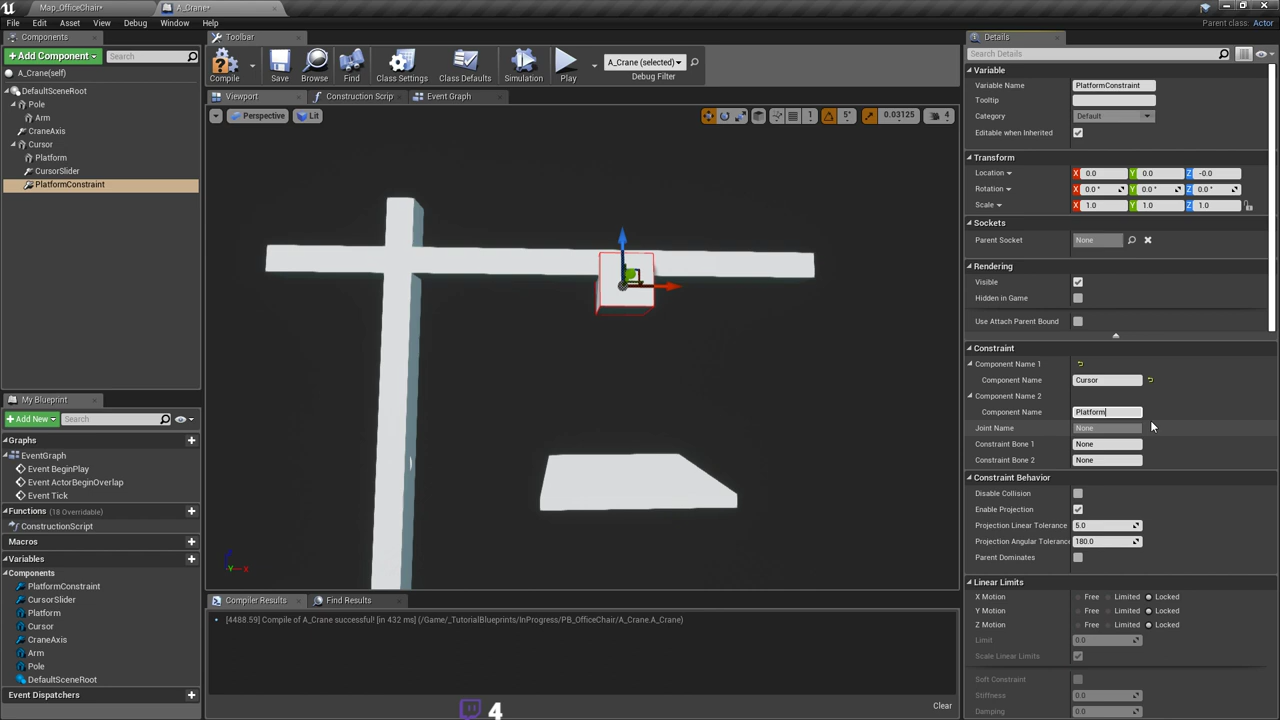 Map_OfficeChair*
A_Crane*
File Edit Asset View Debug Window Help
Parent class: Actor
Components
+Add Component
Search
A_Crane(self)
DefaultSceneRoot
Pole
Arm
CraneAxis
Cursor
Platform
CursorSlider
PlatformConstraint
My Blueprint
+Add New
Search
Graphs
EventGraph
Event BeginPlay
Event ActorBeginOverlap
Event Tick
Functions (18 Overridable)
ConstructionScript
Macros
Variables
Components
PlatformConstraint
CursorSlider
Platform
Cursor
CraneAxis
Arm
Pole
DefaultSceneRoot
Event Dispatchers
Toolbar
Compile
Save
Browse
Find
Class Settings
Class Defaults
Simulation
Play
A_Crane (selected)
Debug Filter
Viewport
Construction Scrip
Event Graph
Perspective
Lit
1
5°
0.03125
4
Z
Y X
Compiler Results
Find Results
[4488.59] Compile of A_Crane successful! [in 432 ms] (/Game/_TutorialBlueprints/InProgress/PB_OfficeChair/A_Crane.A_Crane)
Clear
4
Details
Search Details
Variable
Variable Name PlatformConstraint
Tooltip
Category Default
Editable when Inherited
Transform
Location X 0.0 Y 0.0 Z -0.0
Rotation X 0.0 ° Y 0.0 ° Z 0.0 °
Scale X 1.0 Y 1.0 Z 1.0
Sockets
Parent Socket None
Rendering
Visible
Hidden in Game
Use Attach Parent Bound
Constraint
Component Name 1
Component Name Cursor
Component Name 2
Component Name Platform
Joint Name None
Constraint Bone 1 None
Constraint Bone 2 None
Constraint Behavior
Disable Collision
Enable Projection
Projection Linear Tolerance 5.0
Projection Angular Toleranc 180.0
Parent Dominates
Linear Limits
X Motion Free Limited Locked
Y Motion Free Limited Locked
Z Motion Free Limited Locked
Limit 0.0
Scale Linear Limits
Soft Constraint
Stiffness 0.0
Damping 0.0